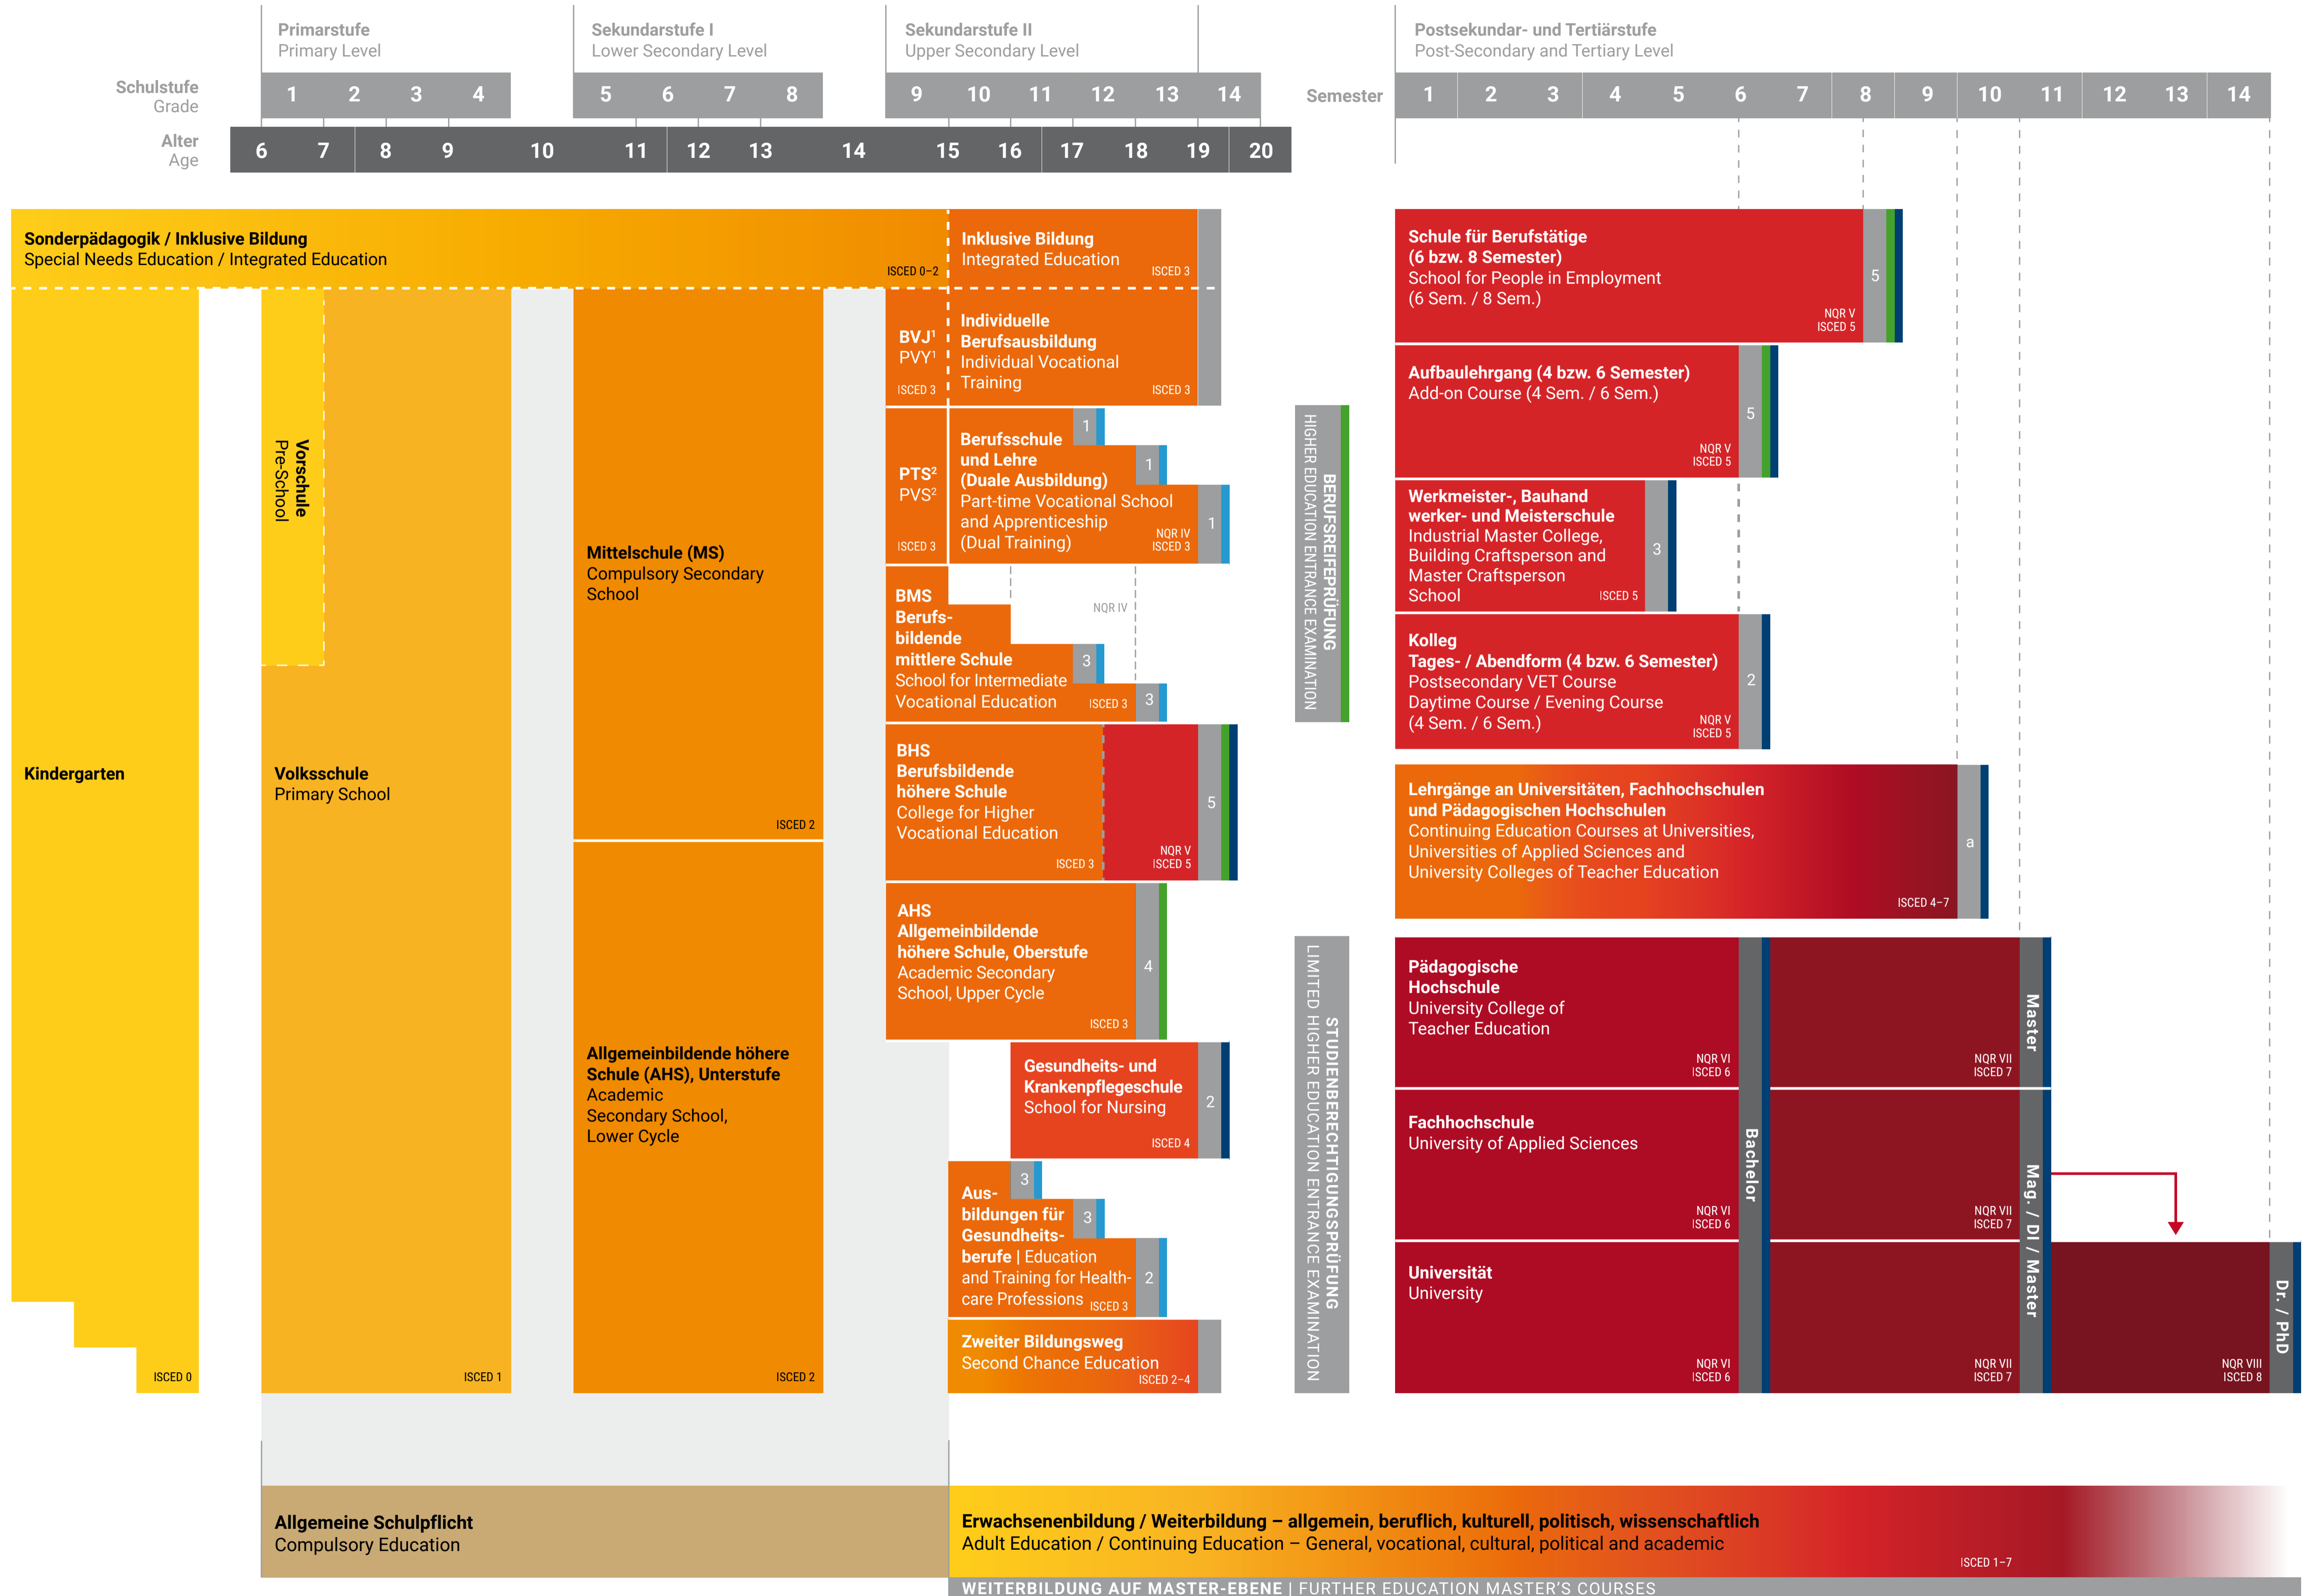 Primarstufe
Primary Level
Sekundarstufe I
Lower Secondary Level
Sekundarstufe II
Upper Secondary Level
Postsekundar- und Tertiärstufe
Post-Secondary and Tertiary Level
Schulstufe
Grade
1 2 3 4 5 6 7 8 9 10 11 12 13 14
Semester
1 2 3 4 5 6 7 8 9 10 11 12 13 14
Alter
Age
6 7 8 9 10 11 12 13 14 15 16 17 18 19 20
Sonderpädagogik / Inklusive Bildung
Special Needs Education / Integrated Education
ISCED 0–2
Inklusive Bildung
Integrated Education
ISCED 3
Kindergarten
ISCED 0
Vorschule
Pre-School
Volksschule
Primary School
ISCED 1
Mittelschule (MS)
Compulsory Secondary
School
ISCED 2
Allgemeinbildende höhere
Schule (AHS), Unterstufe
Academic
Secondary School,
Lower Cycle
ISCED 2
BVJ¹
PVY¹
ISCED 3
Individuelle
Berufsausbildung
Individual Vocational
Training
ISCED 3
PTS²
PVS²
ISCED 3
Berufsschule
und Lehre
(Duale Ausbildung)
Part-time Vocational School
and Apprenticeship
(Dual Training)
NQR IV
ISCED 3
1
1
1
BMS
Berufs-
bildende
mittlere Schule
School for Intermediate
Vocational Education
ISCED 3
NQR IV
3
3
BHS
Berufsbildende
höhere Schule
College for Higher
Vocational Education
ISCED 3
NQR V
ISCED 5
5
AHS
Allgemeinbildende
höhere Schule, Oberstufe
Academic Secondary
School, Upper Cycle
ISCED 3
4
Gesundheits- und
Krankenpflegeschule
School for Nursing
ISCED 4
2
Aus-
bildungen für
Gesundheits-
berufe | Education
and Training for Health-
care Professions
ISCED 3
3
3
2
Zweiter Bildungsweg
Second Chance Education
ISCED 2–4
BERUFSREIFEPRÜFUNG
HIGHER EDUCATION ENTRANCE EXAMINATION
STUDIENBERECHTIGUNGSPRÜFUNG
LIMITED HIGHER EDUCATION ENTRANCE EXAMINATION
Schule für Berufstätige
(6 bzw. 8 Semester)
School for People in Employment
(6 Sem. / 8 Sem.)
NQR V
ISCED 5
5
Aufbaulehrgang (4 bzw. 6 Semester)
Add-on Course (4 Sem. / 6 Sem.)
NQR V
ISCED 5
5
Werkmeister-, Bauhand
werker- und Meisterschule
Industrial Master College,
Building Craftsperson and
Master Craftsperson
School
ISCED 5
3
Kolleg
Tages- / Abendform (4 bzw. 6 Semester)
Postsecondary VET Course
Daytime Course / Evening Course
(4 Sem. / 6 Sem.)
NQR V
ISCED 5
2
Lehrgänge an Universitäten, Fachhochschulen
und Pädagogischen Hochschulen
Continuing Education Courses at Universities,
Universities of Applied Sciences and
University Colleges of Teacher Education
ISCED 4–7
a
Pädagogische
Hochschule
University College of
Teacher Education
NQR VI
ISCED 6
NQR VII
ISCED 7
Master
Fachhochschule
University of Applied Sciences
NQR VI
ISCED 6
Bachelor
NQR VII
ISCED 7
Mag. / DI / Master
Universität
University
NQR VI
ISCED 6
NQR VII
ISCED 7
NQR VIII
ISCED 8
Dr. / PhD
Allgemeine Schulpflicht
Compulsory Education
Erwachsenenbildung / Weiterbildung – allgemein, beruflich, kulturell, politisch, wissenschaftlich
Adult Education / Continuing Education – General, vocational, cultural, political and academic
ISCED 1–7
WEITERBILDUNG AUF MASTER-EBENE | FURTHER EDUCATION MASTER'S COURSES